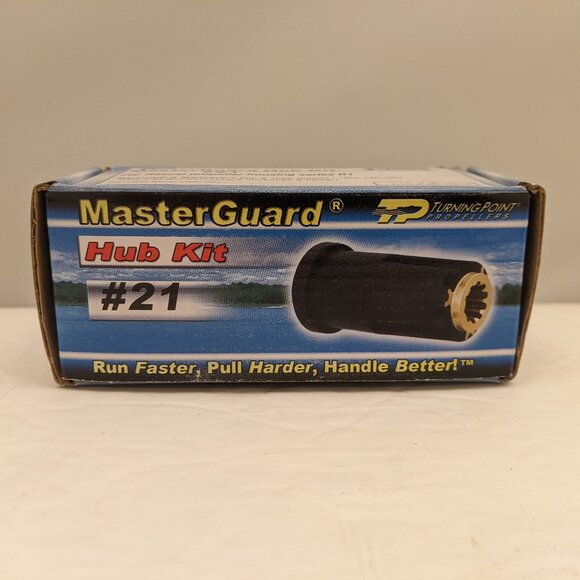 MasterGuard®
TURNING POINT®
PROPELLERS
Hub Kit
#21
Run Faster, Pull Harder, Handle Better!™